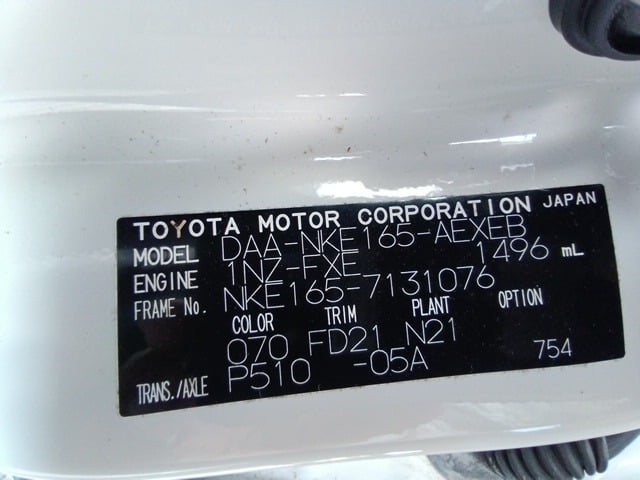 TOYOTA MOTOR CORPORATION JAPAN
MODEL DAA-NKE165-AEXEB
ENGINE 1NZ-FXE 1496 mL
FRAME No. NKE165-7131076
COLOR TRIM PLANT OPTION
070 FD21 N21
TRANS./AXLE P510 -05A 754